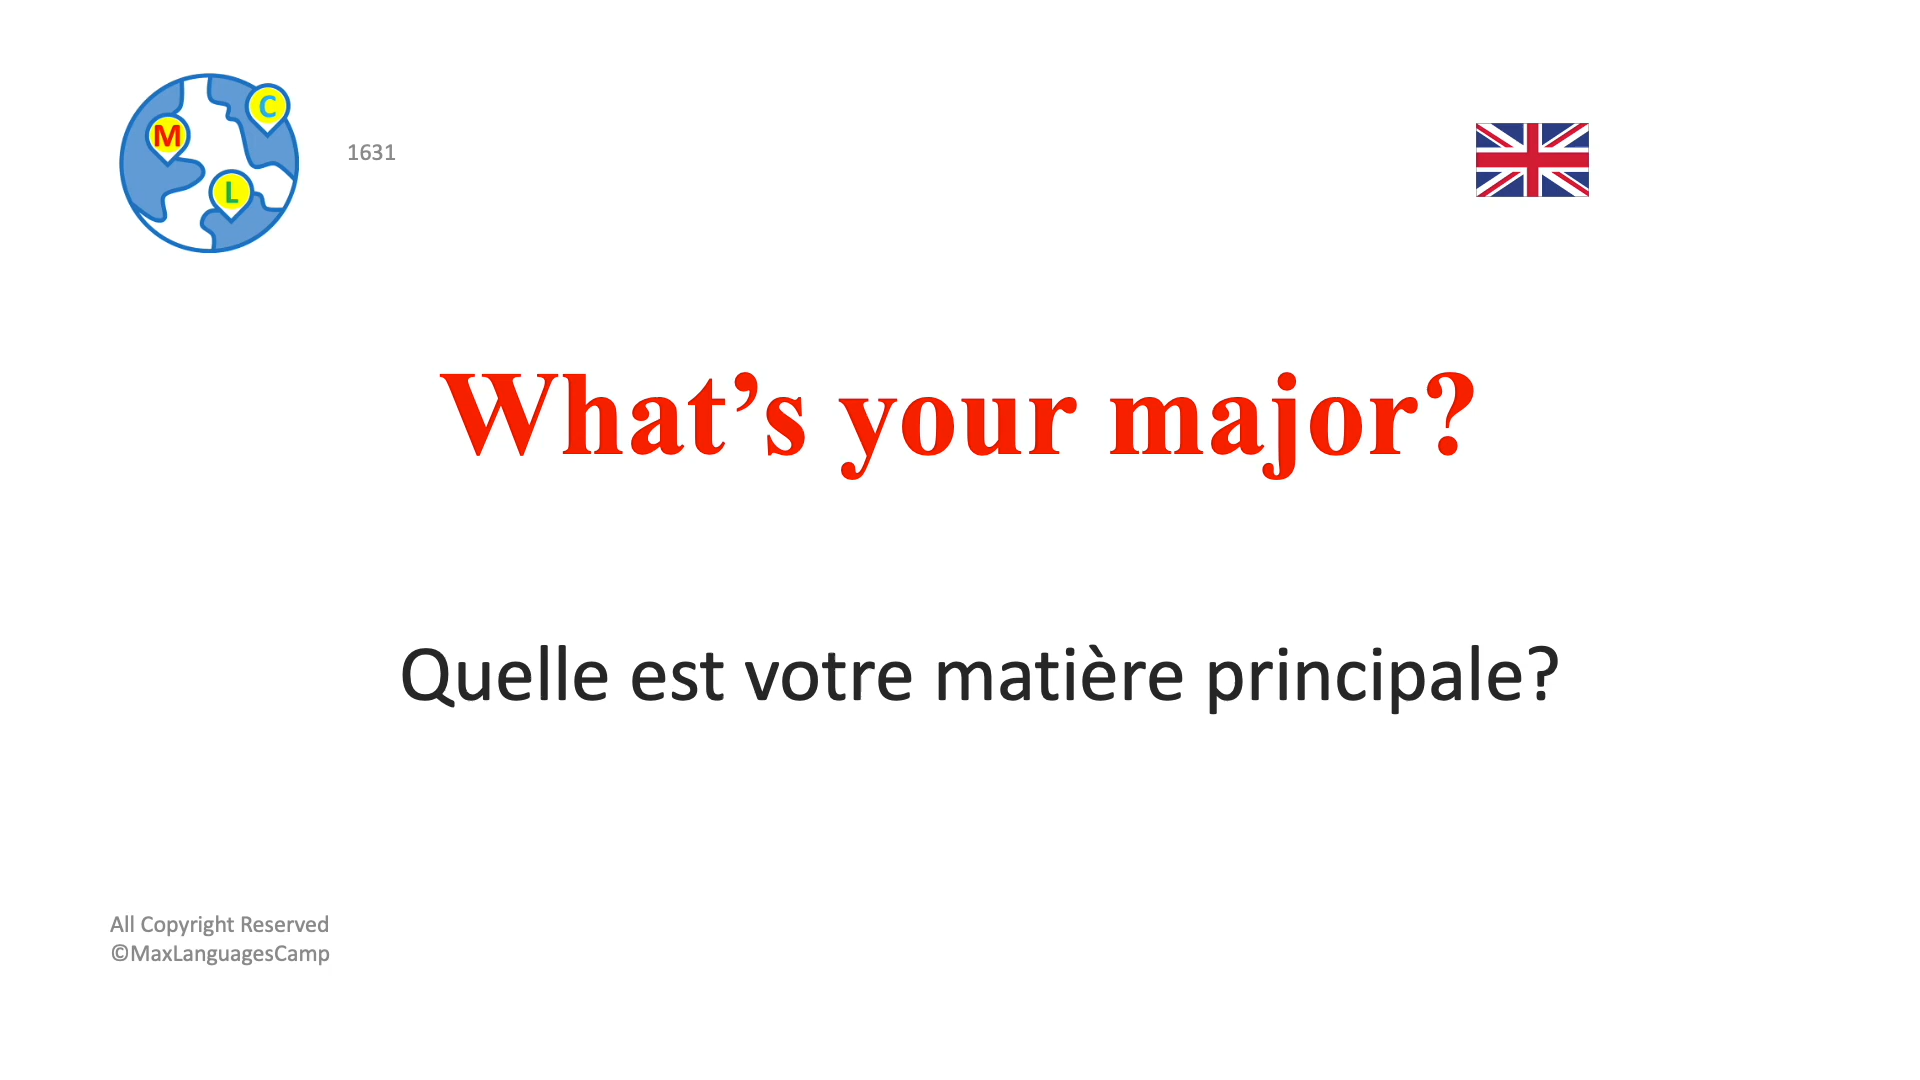 M
C
L
1631
What’s your major?
Quelle est votre matière principale?
All Copyright Reserved
©MaxLanguagesCamp